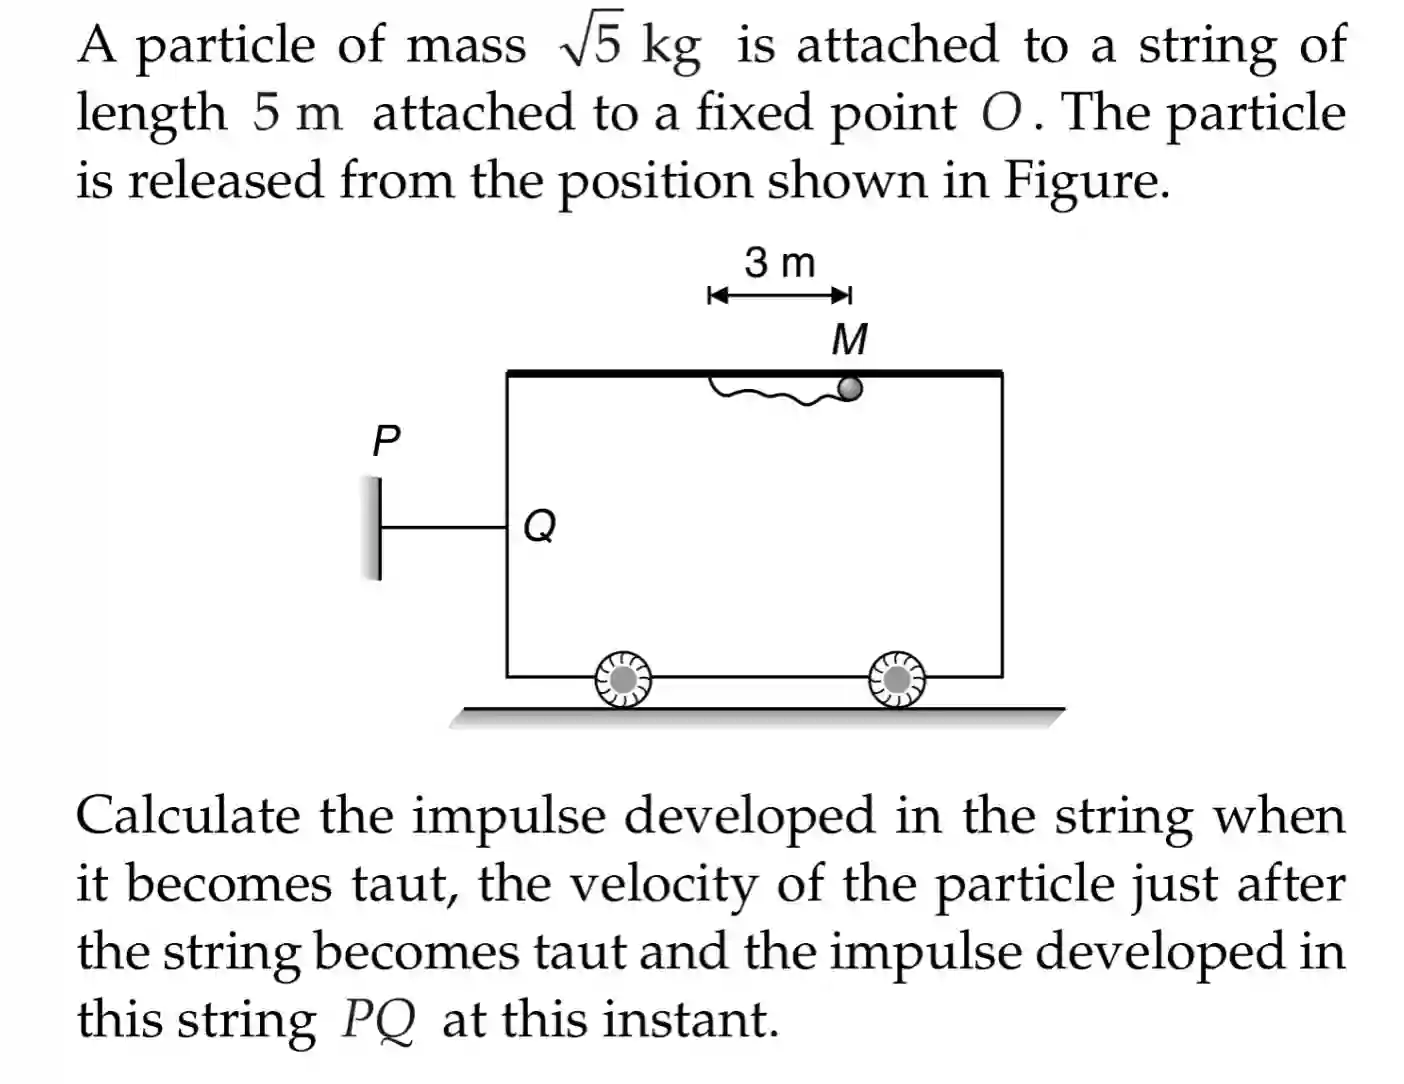 A particle of mass √5 kg is attached to a string of
length 5 m attached to a fixed point O. The particle
is released from the position shown in Figure.
3 m
M
P
Q
Calculate the impulse developed in the string when
it becomes taut, the velocity of the particle just after
the string becomes taut and the impulse developed in
this string PQ at this instant.